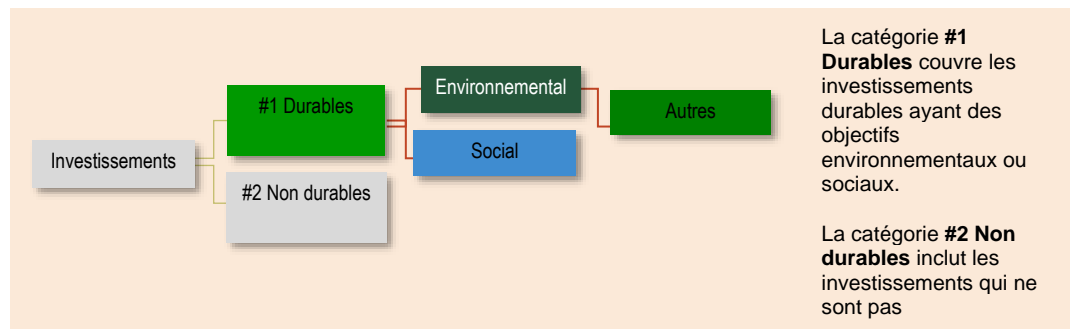 Investissements
#1 Durables
#2 Non durables
Environnemental
Social
Autres
La catégorie #1
Durables couvre les
investissements
durables ayant des
objectifs
environnementaux ou
sociaux.
La catégorie #2 Non
durables inclut les
investissements qui ne
sont pas